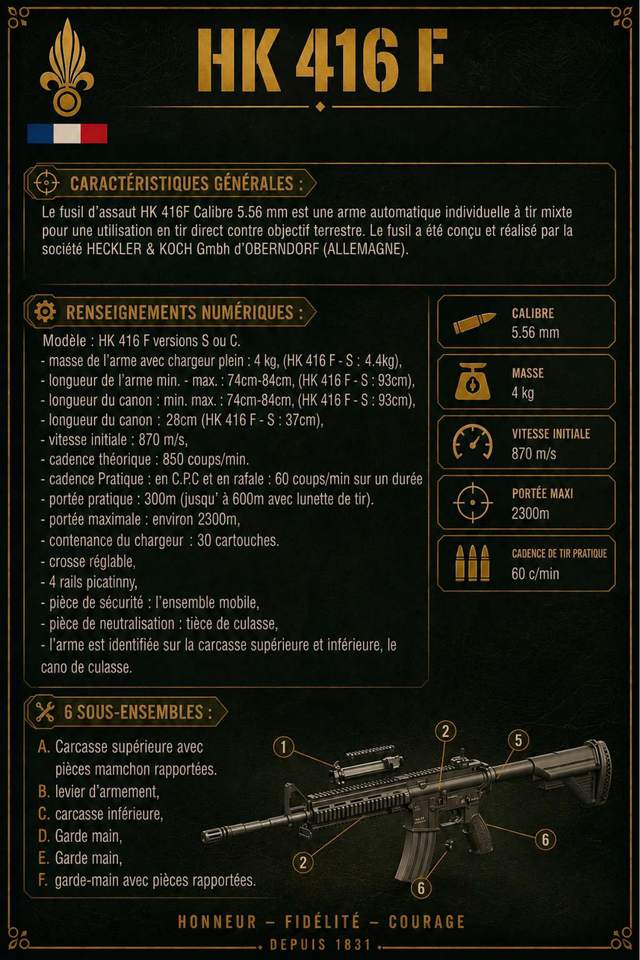 HK 416 F
CARACTÉRISTIQUES GÉNÉRALES :
Le fusil d'assaut HK 416F Calibre 5.56 mm est une arme automatique individuelle à tir mixte
pour une utilisation en tir direct contre objectif terrestre. Le fusil a été conçu et réalisé par la
société HECKLER & KOCH Gmbh d'OBERNDORF (ALLEMAGNE).
RENSEIGNEMENTS NUMÉRIQUES :
Modèle : HK 416 F versions S ou C.
- masse de l'arme avec chargeur plein : 4 kg, (HK 416 F - S : 4.4kg),
- longueur de l'arme min. - max. : 74cm-84cm, (HK 416 F - S : 93cm),
- longueur du canon : min. max. : 74cm-84cm, (HK 416 F - S : 93cm),
- longueur du canon : 28cm (HK 416 F - S : 37cm),
- vitesse initiale : 870 m/s,
- cadence théorique : 850 coups/min.
- cadence Pratique : en C.P.C et en rafale : 60 coups/min sur un durée
- portée pratique : 300m (jusqu' à 600m avec lunette de tir).
- portée maximale : environ 2300m,
- contenance du chargeur : 30 cartouches.
- crosse réglable,
- 4 rails picatinny,
- pièce de sécurité : l'ensemble mobile,
- pièce de neutralisation : tièce de culasse,
- l'arme est identifiée sur la carcasse supérieure et inférieure, le
cano de culasse.
CALIBRE
5.56 mm
MASSE
4 kg
VITESSE INITIALE
870 m/s
PORTÉE MAXI
2300m
CADENCE DE TIR PRATIQUE
60 c/min
6 SOUS-ENSEMBLES :
A. Carcasse supérieure avec
pièces mamchon rapportées.
B. levier d'armement,
C. carcasse inférieure,
D. Garde main,
E. Garde main,
F. garde-main avec pièces rapportées.
1
2
5
2
6
6
HONNEUR – FIDÉLITÉ – COURAGE
DEPUIS 1831